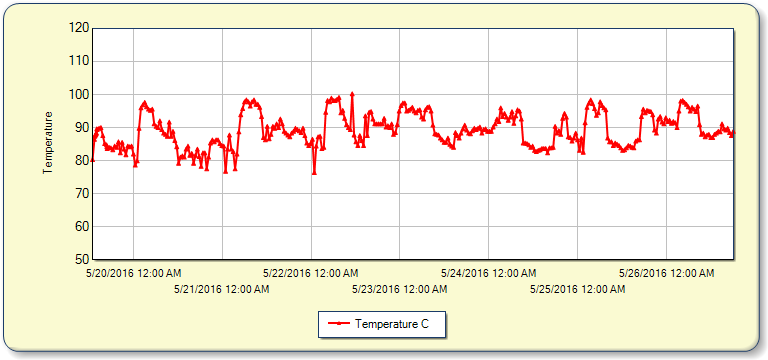 120
110
100
90
80
70
60
50
Temperature
5/20/2016 12:00 AM
5/21/2016 12:00 AM
5/22/2016 12:00 AM
5/23/2016 12:00 AM
5/24/2016 12:00 AM
5/25/2016 12:00 AM
5/26/2016 12:00 AM
Temperature C